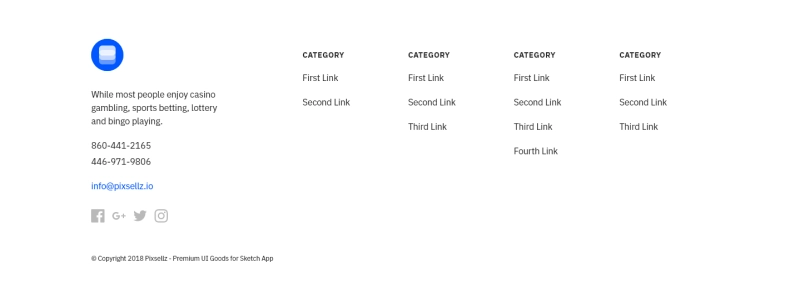 While most people enjoy casino
gambling, sports betting, lottery
and bingo playing.
860-441-2165
446-971-9806
info@pixsellz.io
CATEGORY
First Link
Second Link
CATEGORY
First Link
Second Link
Third Link
CATEGORY
First Link
Second Link
Third Link
Fourth Link
CATEGORY
First Link
Second Link
Third Link
© Copyright 2018 Pixsellz - Premium UI Goods for Sketch App